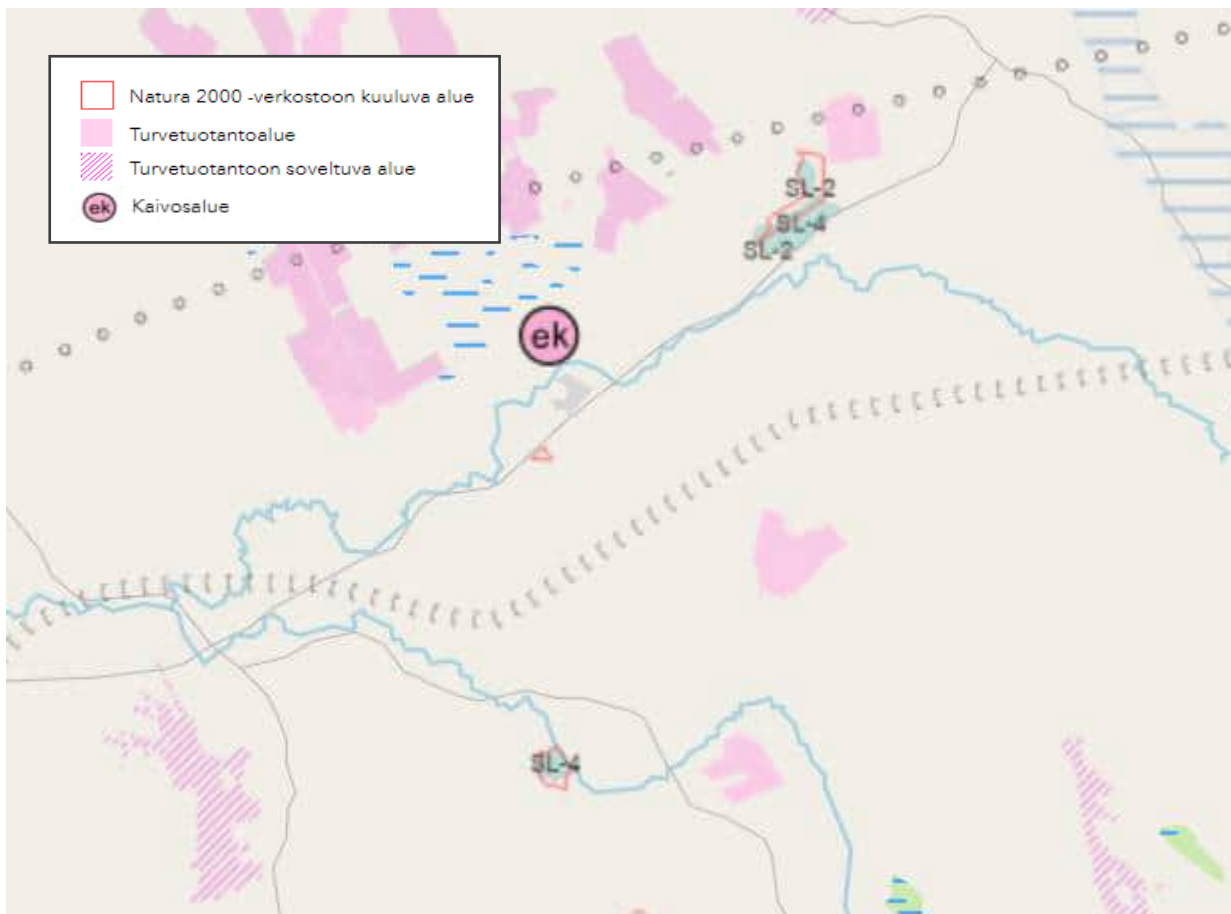 Natura 2000 -verkostoon kuuluva alue
Turvetuotantoalue
Turvetuotantoon soveltuva alue
ek Kaivosalue
SL-2
SL-4
SL-2
ek
SL-4